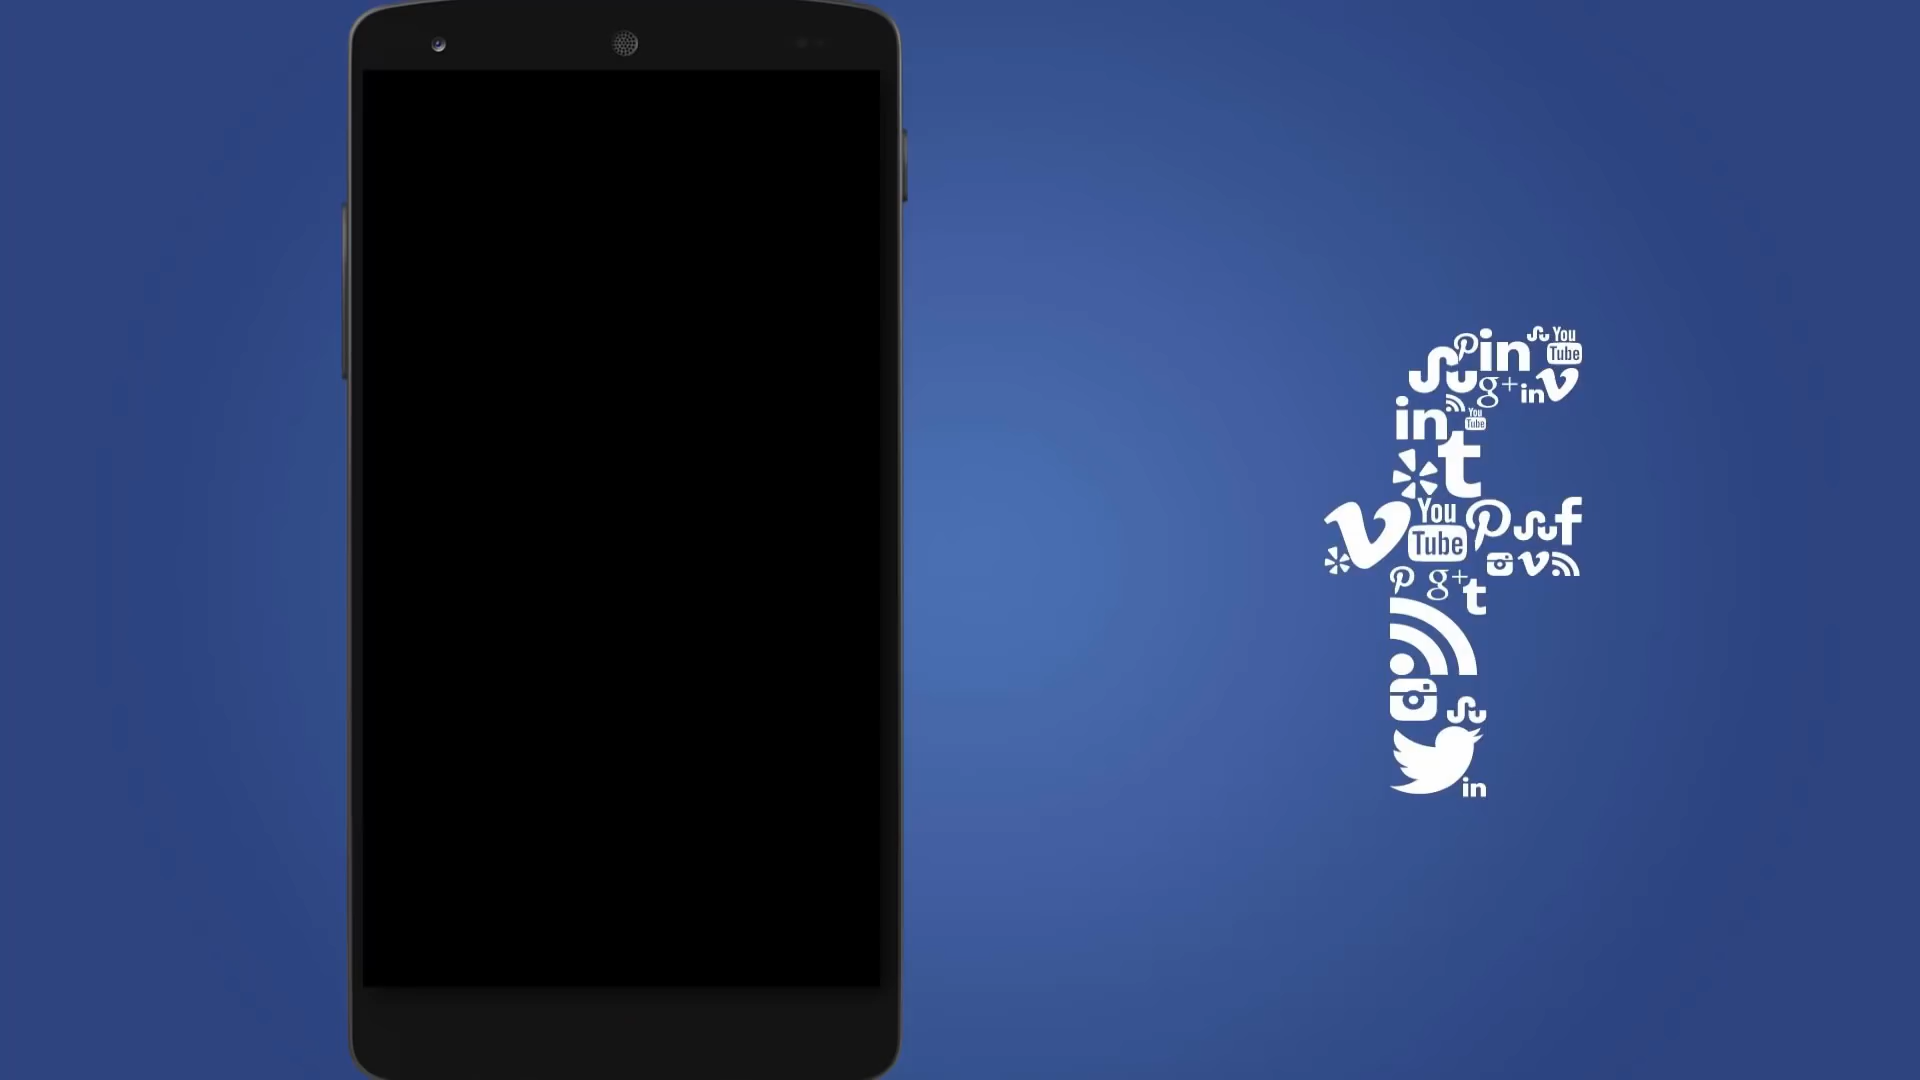 in You
Tube
g+ in
in You
Tube
t
You
Tube f
g+ t
in